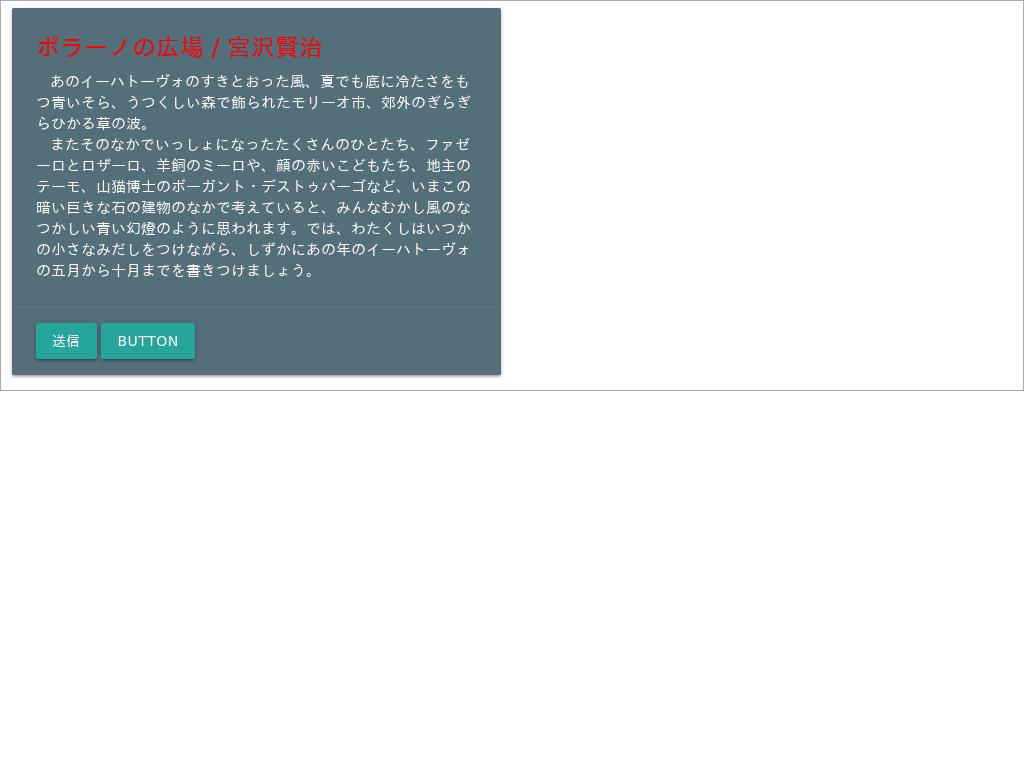 ポラーノの広場 / 宮沢賢治
　あのイーハトーヴォのすきとおった風、夏でも底に冷たさをも
つ青いそら、うつくしい森で飾られたモリーオ市、郊外のぎらぎ
らひかる草の波。
　またそのなかでいっしょになったたくさんのひとたち、ファゼ
ーロとロザーロ、羊飼のミーロや、顔の赤いこどもたち、地主の
テーモ、山猫博士のボーガント・デストゥパーゴなど、いまこの
暗い巨きな石の建物のなかで考えていると、みんなむかし風のな
つかしい青い幻燈のように思われます。では、わたくしはいつか
の小さなみだしをつけながら、しずかにあの年のイーハトーヴォ
の五月から十月までを書きつけましょう。
送信 BUTTON